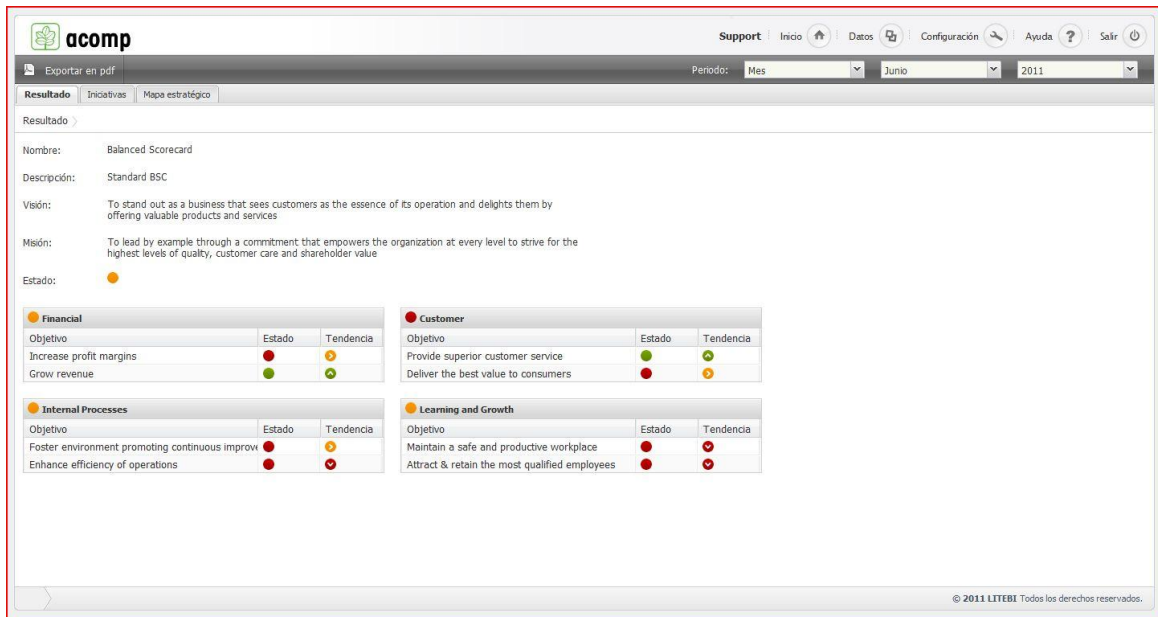 acomp
Support Inicio Datos Configuración Ayuda ? Salir
Exportar en pdf Periodo: Mes Junio 2011
Resultado Iniciativas Mapa estratégico
Resultado
Nombre: Balanced Scorecard
Descripción: Standard BSC
Visión: To stand out as a business that sees customers as the essence of its operation and delights them by
offering valuable products and services
Misión: To lead by example through a commitment that empowers the organization at every level to strive for the
highest levels of quality, customer care and shareholder value
Estado:
Financial
Objetivo Estado Tendencia
Increase profit margins
Grow revenue
Customer
Objetivo Estado Tendencia
Provide superior customer service
Deliver the best value to consumers
Internal Processes
Objetivo Estado Tendencia
Foster environment promoting continuous improve
Enhance efficiency of operations
Learning and Growth
Objetivo Estado Tendencia
Maintain a safe and productive workplace
Attract & retain the most qualified employees
© 2011 LITEBI Todos los derechos reservados.